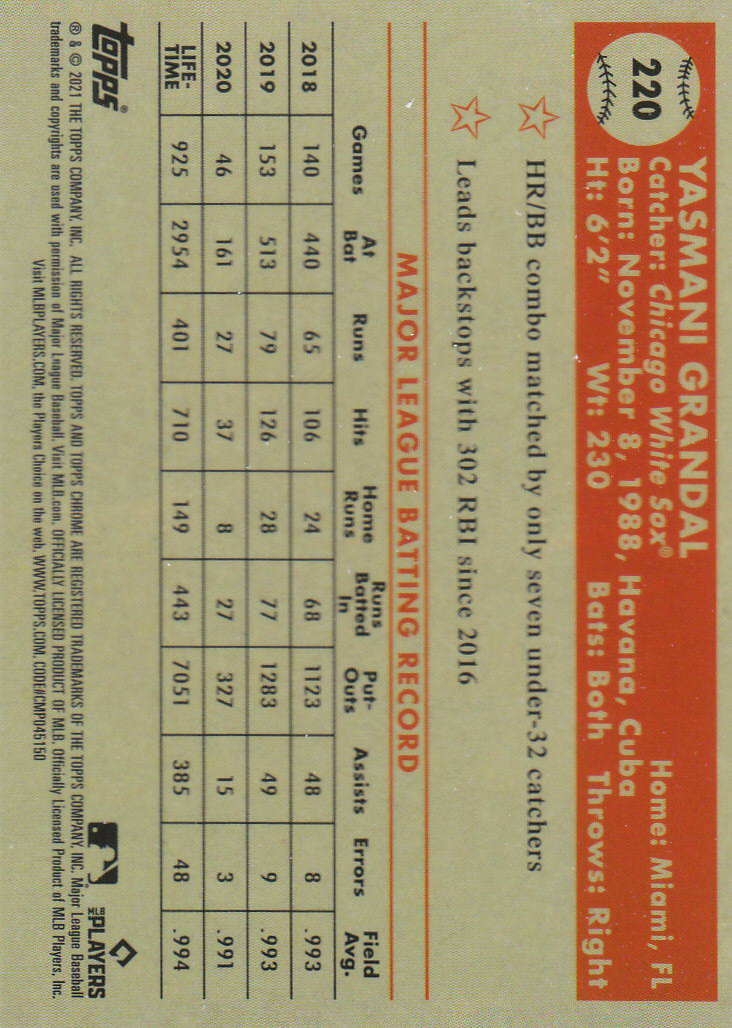 220
YASMANI GRANDAL
Catcher: Chicago White Sox® Home: Miami, FL
Born: November 8, 1988, Havana, Cuba
Ht: 6'2" Wt: 230 Bats: Both Throws: Right
HR/BB combo matched by only seven under-32 catchers
Leads backstops with 302 RBI since 2016
MAJOR LEAGUE BATTING RECORD
Games At Bat Runs Hits Home Runs Runs Batted In Put-Outs Assists Errors Field Avg.
2018 140 440 65 106 24 68 1123 48 8 .993
2019 153 513 79 126 28 77 1283 49 9 .993
2020 46 161 27 37 8 27 327 15 3 .991
LIFE-TIME 925 2954 401 710 149 443 7051 385 48 .994
topps®
MLB PLAYERS
® & © 2021 THE TOPPS COMPANY, INC. ALL RIGHTS RESERVED. TOPPS AND TOPPS CHROME ARE REGISTERED TRADEMARKS OF THE TOPPS COMPANY, INC. Major League Baseball
trademarks and copyrights are used with permission of Major League Baseball. Visit MLB.com. OFFICIALLY LICENSED PRODUCT OF MLB. Officially Licensed Product of MLB Players, Inc.
Visit MLBPLAYERS.COM, the Players Choice on the web. WWW.TOPPS.COM. CODE#CMP045150